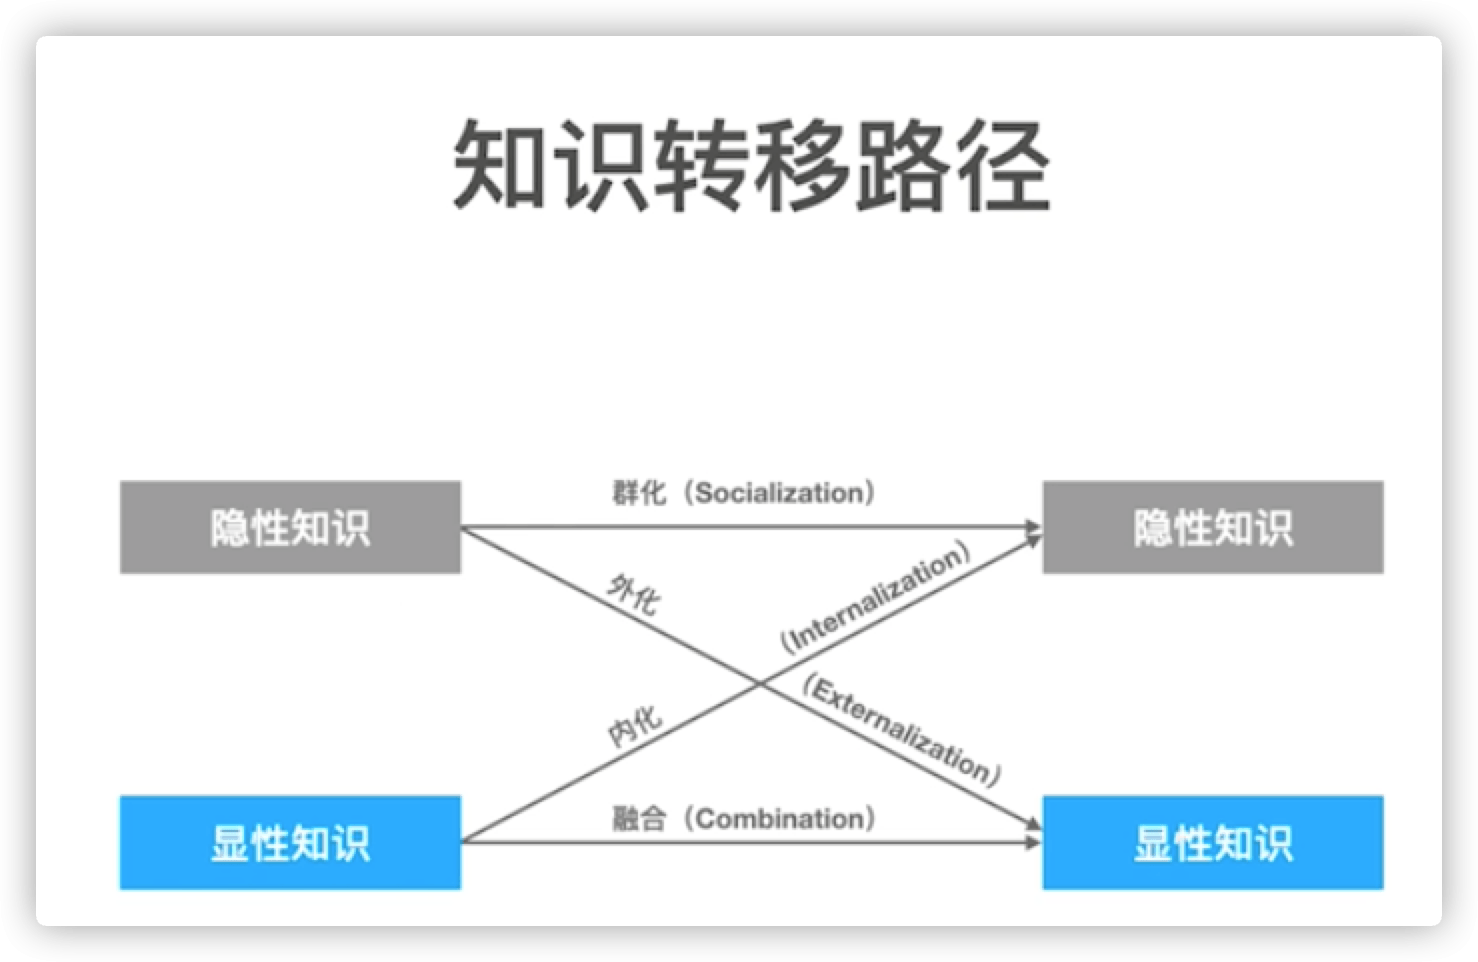 知识转移路径
群化（Socialization）
隐性知识
隐性知识
外化（Externalization）
内化（Internalization）
融合（Combination）
显性知识
显性知识